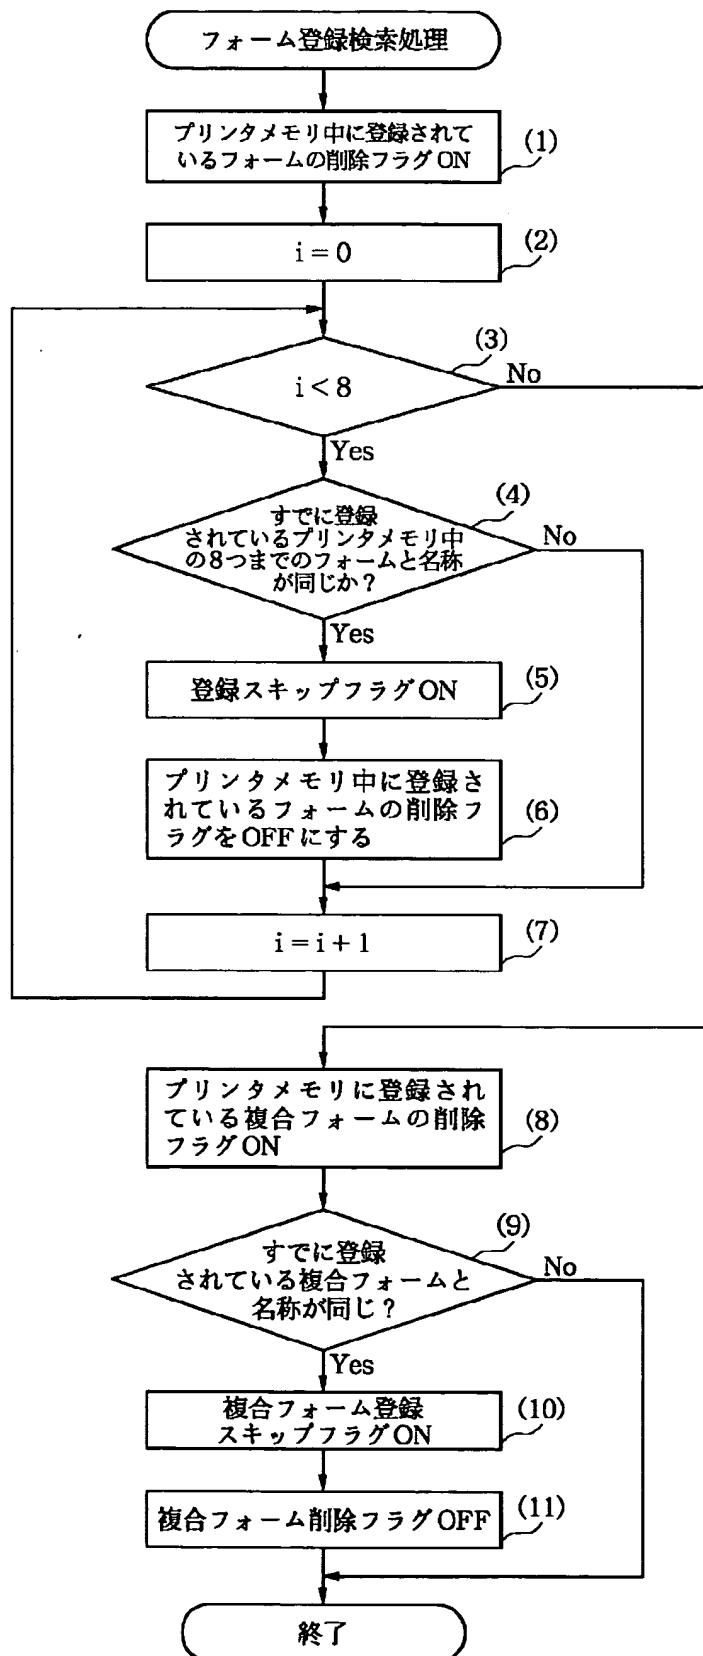 フォーム登録検索処理
プリンタメモリ中に登録されて
いるフォームの削除フラグON
(1)
i=0
(2)
(3)
i<8
No
Yes
(4)
すでに登録
されているプリンタメモリ中
の8つまでのフォームと名称
が同じか?
No
Yes
登録スキップフラグON
(5)
プリンタメモリ中に登録さ
れているフォームの削除フ
ラグをOFFにする
(6)
i=i+1
(7)
プリンタメモリに登録され
ている複合フォームの削除
フラグON
(8)
(9)
すでに登録
されている複合フォームと
名称が同じ?
No
Yes
複合フォーム登録
スキップフラグON
(10)
複合フォーム削除フラグOFF
(11)
終了